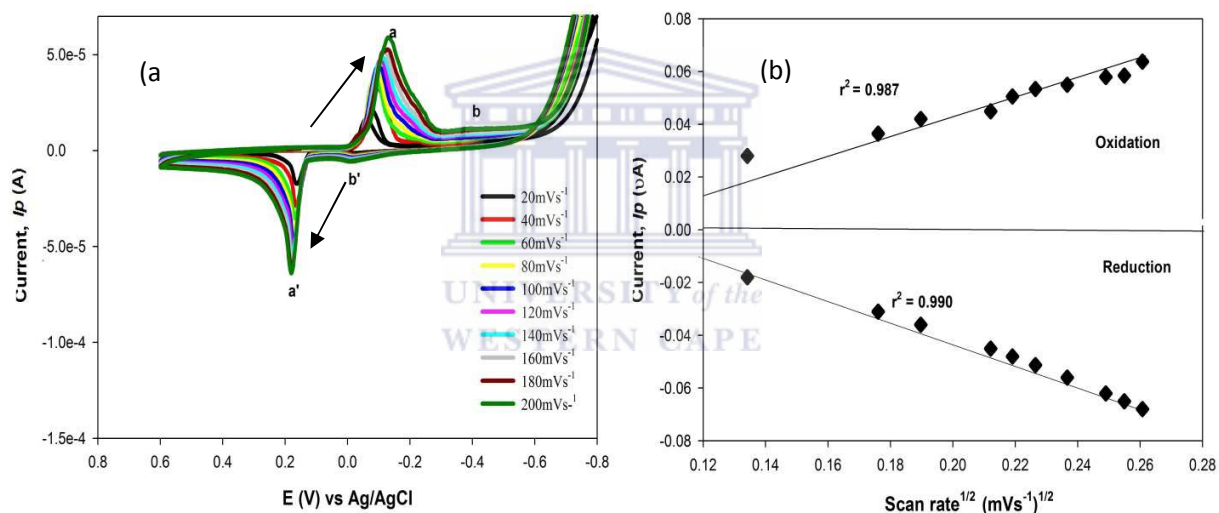 (a
a
b
b'
a'
5.0e-5
0.0
-5.0e-5
-1.0e-4
-1.5e-4
Current, Ip (A)
20mVs-1
40mVs-1
60mVs-1
80mVs-1
100mVs-1
120mVs-1
140mVs-1
160mVs-1
180mVs-1
200mVs-1
0.8 0.6 0.4 0.2 0.0 -0.2 -0.4 -0.6 -0.8
E (V) vs Ag/AgCl
UNIVERSITY of the
WESTERN CAPE
(b)
r² = 0.987
Oxidation
Reduction
r² = 0.990
0.08
0.06
0.04
0.02
0.00
-0.02
-0.04
-0.06
-0.08
Current, Ip (υA)
0.12 0.14 0.16 0.18 0.20 0.22 0.24 0.26 0.28
Scan rate1/2 (mVs-1)1/2